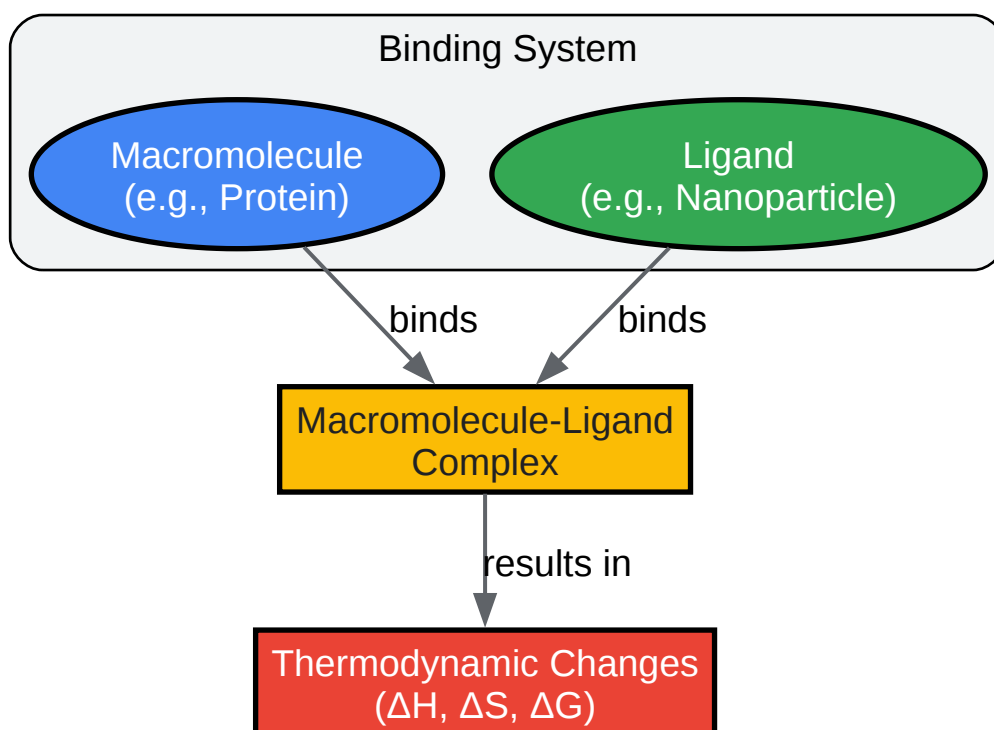 Binding System
Macromolecule
(e.g., Protein)
Ligand
(e.g., Nanoparticle)
binds
binds
Macromolecule-Ligand
Complex
results in
Thermodynamic Changes
(ΔH, ΔS, ΔG)